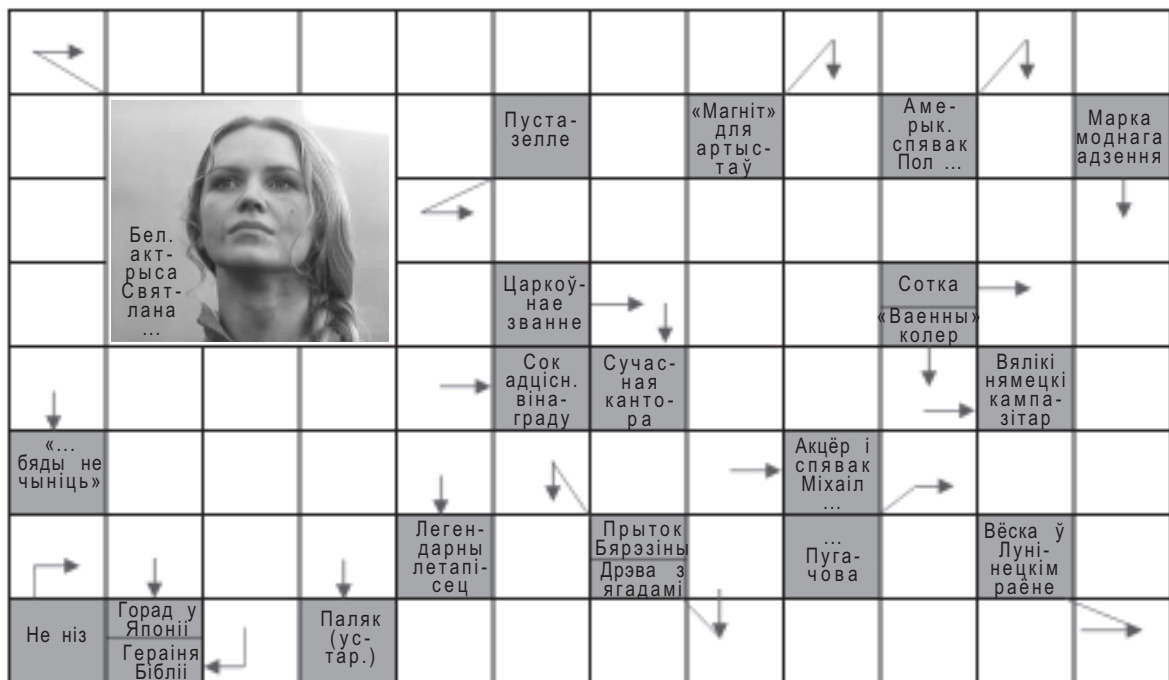 Пуста-
зелле
«Магніт»
для
артыс-
таў
Аме-
рык.
спявак
Пол ...
Марка
моднага
адзення
Бел.
акт-
рыса
Свят-
лана
...
Царкоў-
нае
званне
Сотка
«Ваенны»
колер
Сок
адцісн.
віна-
граду
Сучас-
ная
канто-
ра
Вялікі
нямецкі
кампа-
зітар
«...
бяды не
чыніць»
Акцёр і
спявак
Міхаіл
...
Леген-
дарны
летапі-
сец
Прыток
Бярэзіны
Дрэва з
ягадамі
...
Пуга-
чова
Вёска ў
Луні-
нецкім
раёне
Не ніз
Горад у
Японіі
Гераіня
Бібліі
Паляк
(ус-
тар.)